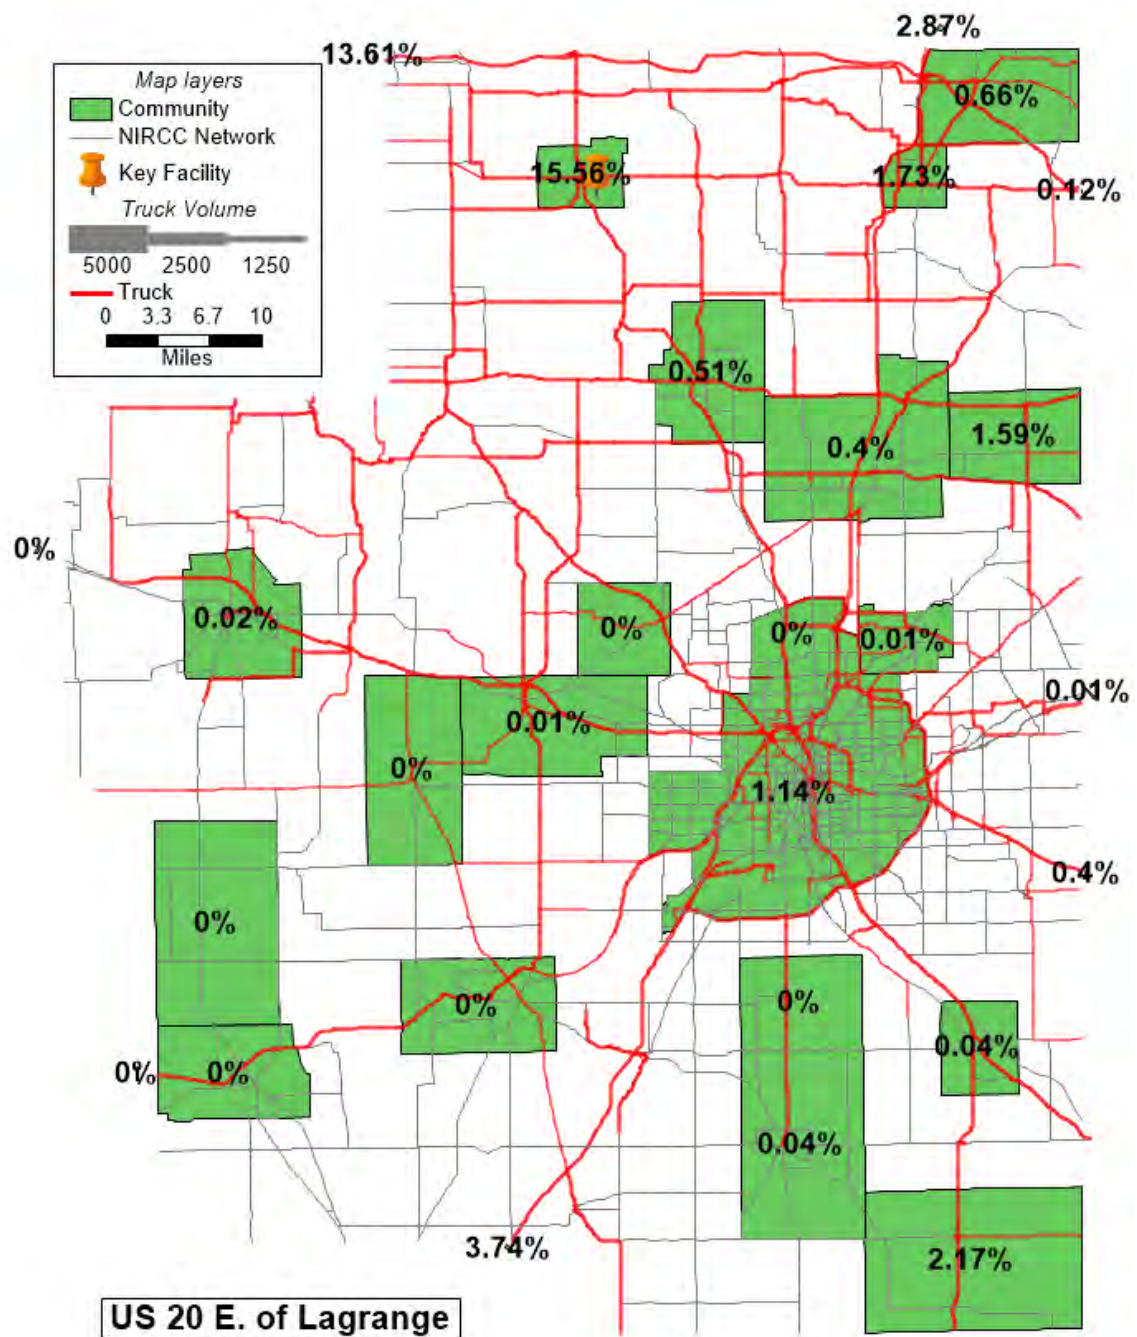 2.87%
13.61%
Map layers
Community
NIRCC Network
Key Facility
Truck Volume
5000 2500 1250
Truck
0 3.3 6.7 10
Miles
0.66%
15.56%
1.73%
0.12%
0.51%
0.4%
1.59%
0%
0.02%
0%
0%
0.01%
0.01%
0.01%
0%
1.14%
0.4%
0%
0%
0%
0.04%
0%
0%
0.04%
3.74%
2.17%
US 20 E. of Lagrange